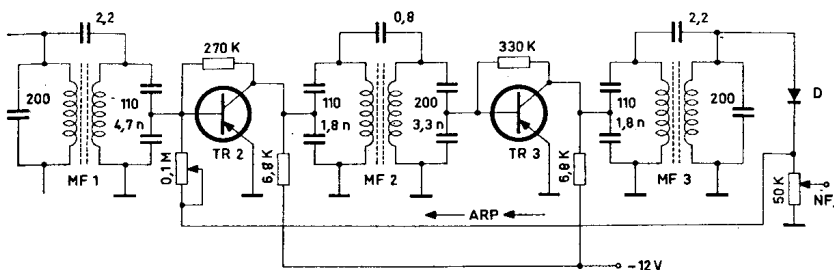 2,2
0,8
2,2
270 K
330 K
200
110
4,7 n
110
1,8 n
200
3,3 n
110
1,8 n
200
D
TR 2
TR 3
MF 1
0,1 M
6,8 K
MF 2
6,8 K
MF 3
50 K
NF
ARP
- 12 V